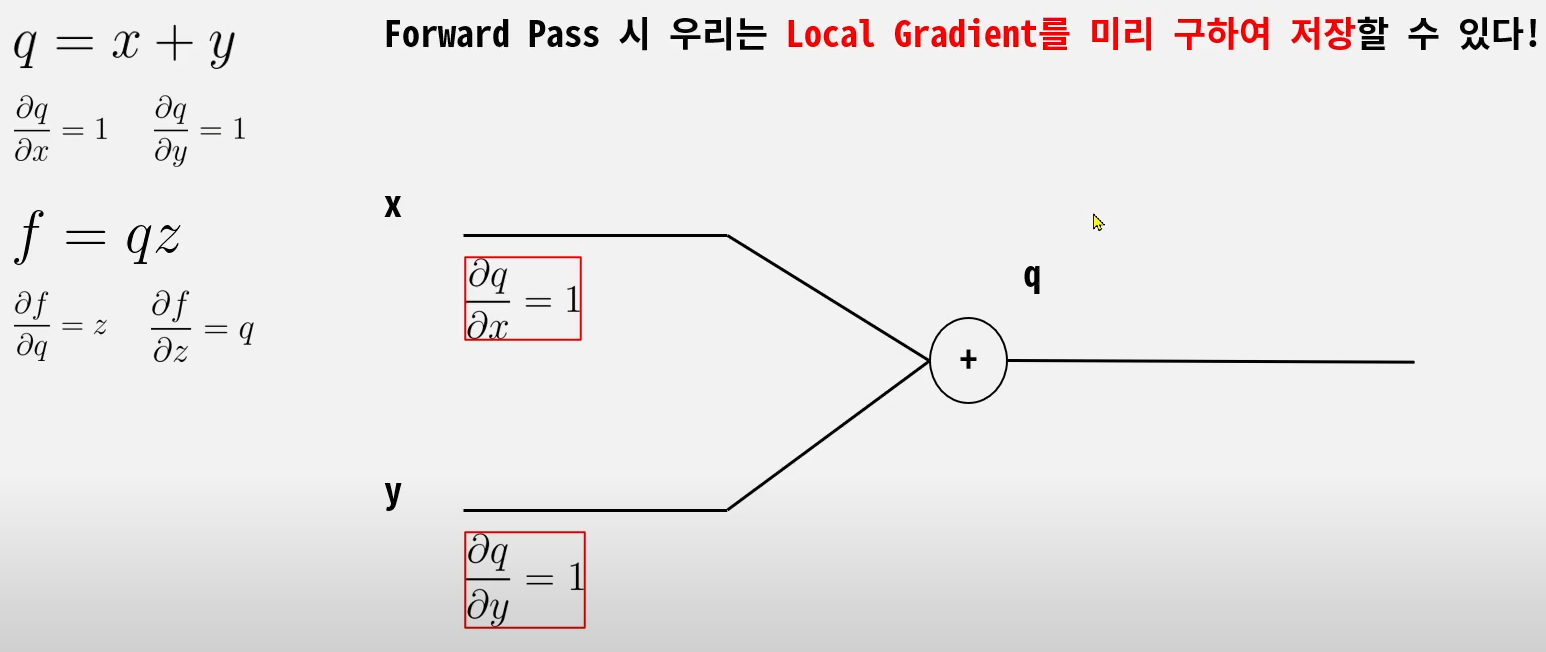 q = x + y
Forward Pass 시 우리는 Local Gradient를 미리 구하여 저장할 수 있다!
∂q/∂x = 1    ∂q/∂y = 1
f = qz
∂f/∂q = z    ∂f/∂z = q
x
∂q/∂x = 1
q
+
y
∂q/∂y = 1